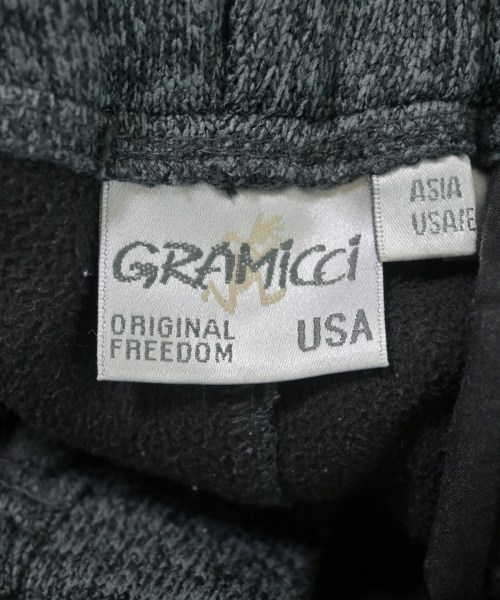 GRAMiCCi
ORIGINAL
FREEDOM
USA
ASIA
USA/E